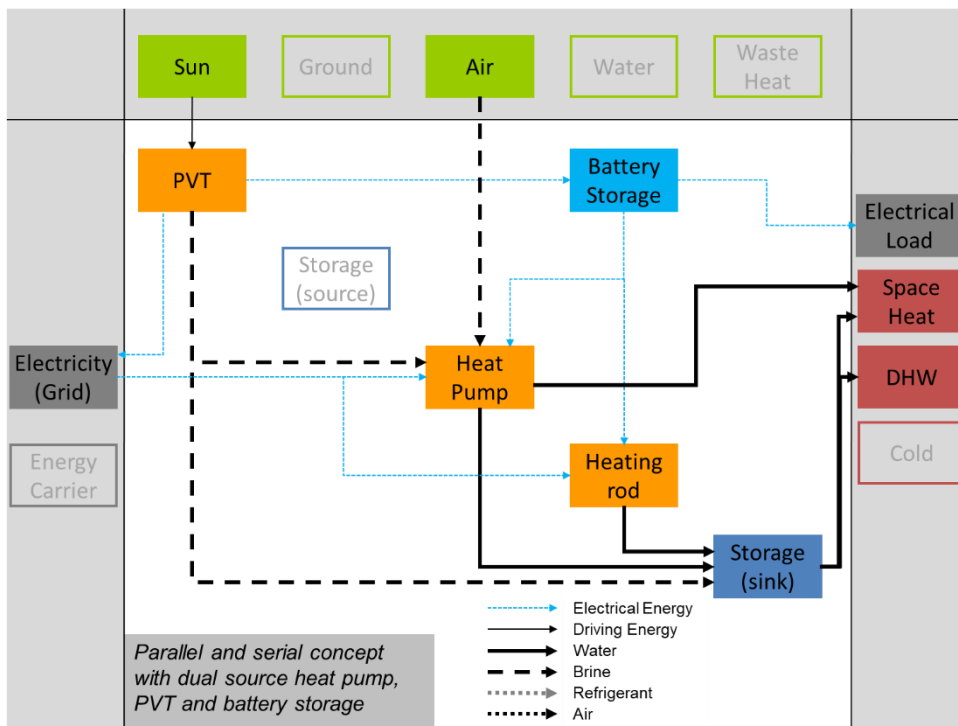 Sun
Ground
Air
Water
Waste
Heat
PVT
Battery
Storage
Electrical
Load
Storage
(source)
Space
Heat
Electricity
(Grid)
Heat
Pump
DHW
Energy
Carrier
Heating
rod
Cold
Storage
(sink)
Electrical Energy
Driving Energy
Water
Brine
Refrigerant
Air
Parallel and serial concept
with dual source heat pump,
PVT and battery storage